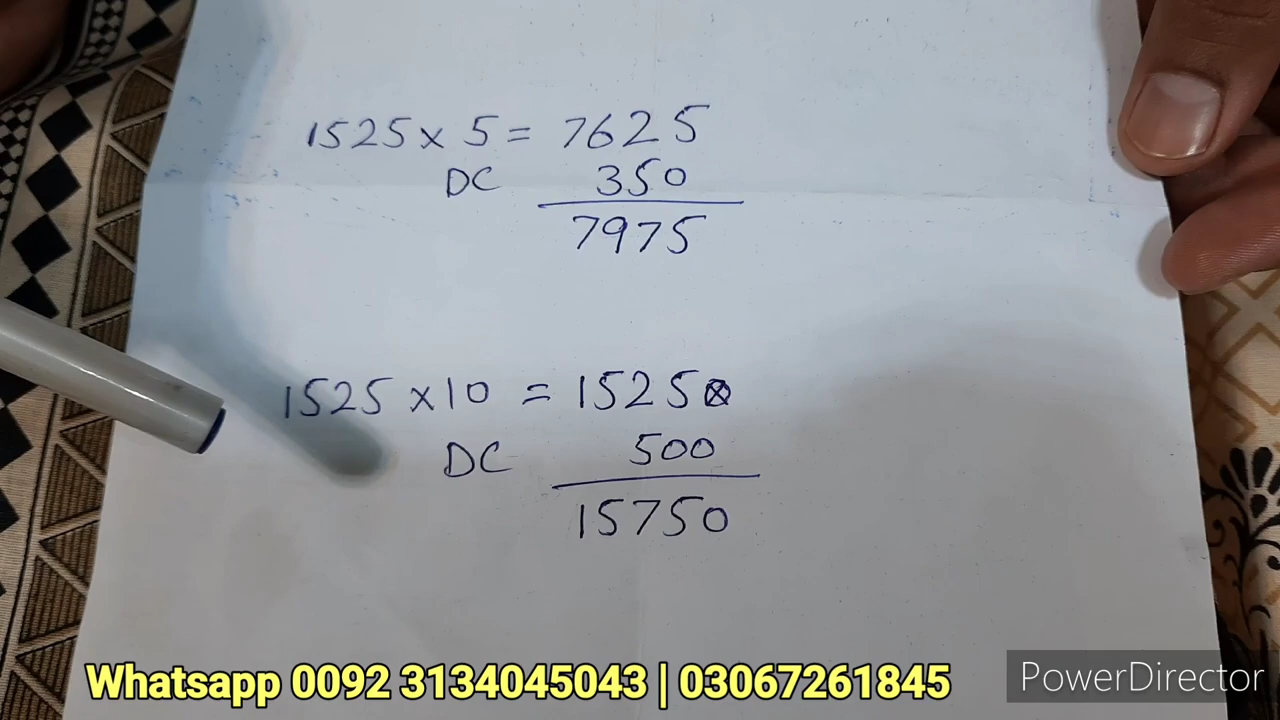 1525 x 5 = 7625
DC 350
7975
1525 x 10 = 15250
DC 500
15750
Whatsapp 0092 3134045043 | 03067261845
PowerDirector